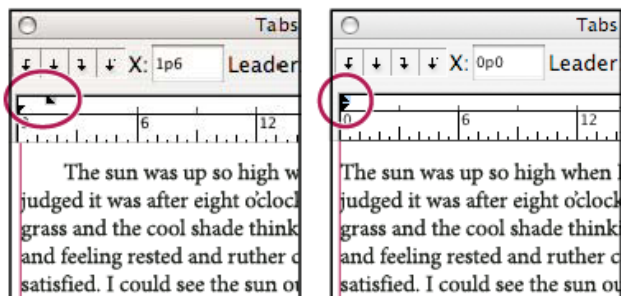 Tabs
X: 1p6 Leader
0 6 12
The sun was up so high w
judged it was after eight o'clocl
grass and the cool shade think
and feeling rested and ruther c
satisfied. I could see the sun ou
Tabs
X: 0p0 Leader
0 6 12
The sun was up so high when
judged it was after eight o'clock
grass and the cool shade thinki
and feeling rested and ruther c
satisfied. I could see the sun ou